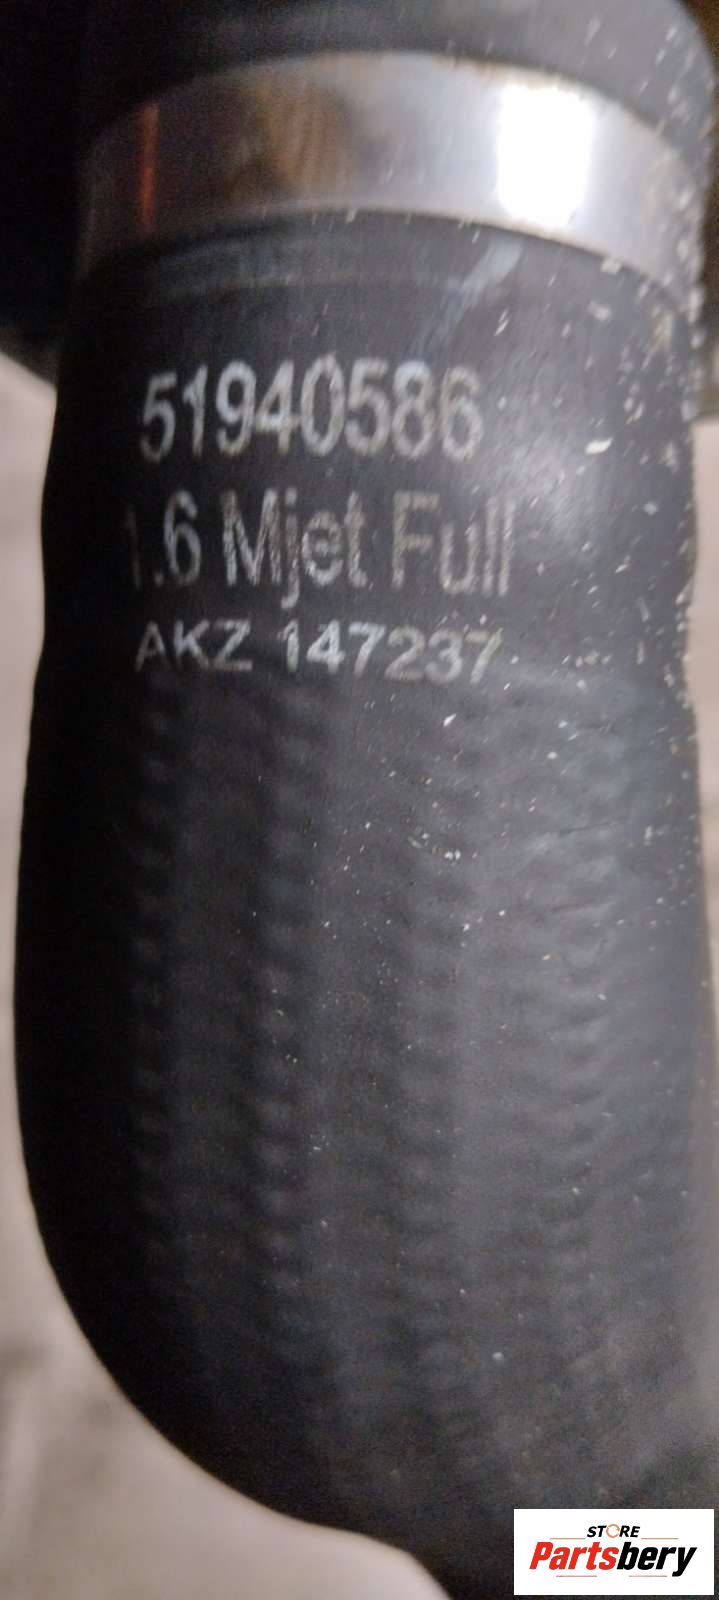 51940586
1.6 Mjet Full
AKZ 147237
STORE
Partsbery